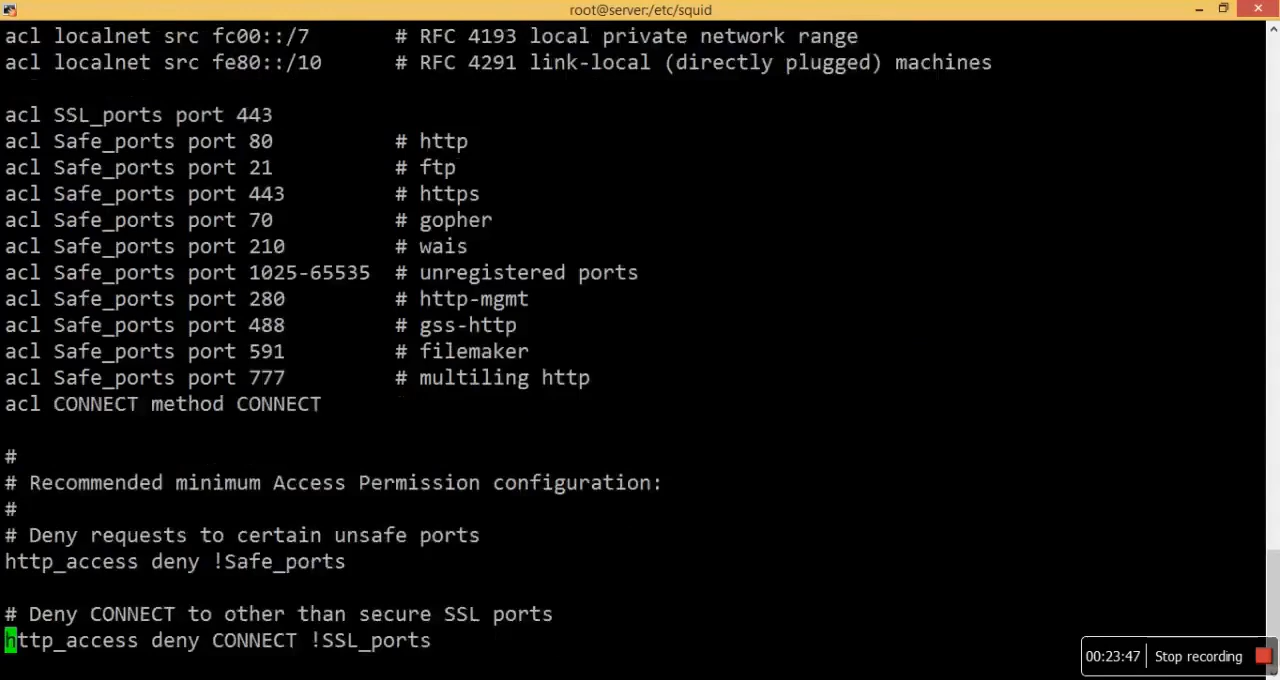 root@server:/etc/squid
acl localnet src fc00::/7       # RFC 4193 local private network range
acl localnet src fe80::/10      # RFC 4291 link-local (directly plugged) machines
acl SSL_ports port 443
acl Safe_ports port 80          # http
acl Safe_ports port 21          # ftp
acl Safe_ports port 443         # https
acl Safe_ports port 70          # gopher
acl Safe_ports port 210         # wais
acl Safe_ports port 1025-65535  # unregistered ports
acl Safe_ports port 280         # http-mgmt
acl Safe_ports port 488         # gss-http
acl Safe_ports port 591         # filemaker
acl Safe_ports port 777         # multiling http
acl CONNECT method CONNECT
#
# Recommended minimum Access Permission configuration:
#
# Deny requests to certain unsafe ports
http_access deny !Safe_ports
# Deny CONNECT to other than secure SSL ports
http_access deny CONNECT !SSL_ports
00:23:47 Stop recording